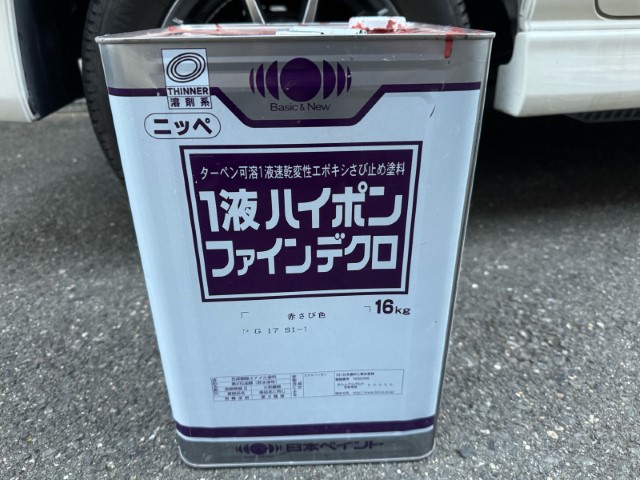 THINNER
溶剤系
Basic & New
ニッペ
ターペン可溶1液速乾変性エポキシさび止め塗料
1液ハイポン
ファインデクロ
16kg
赤さび色
G 17 SI-1
日本ペイント